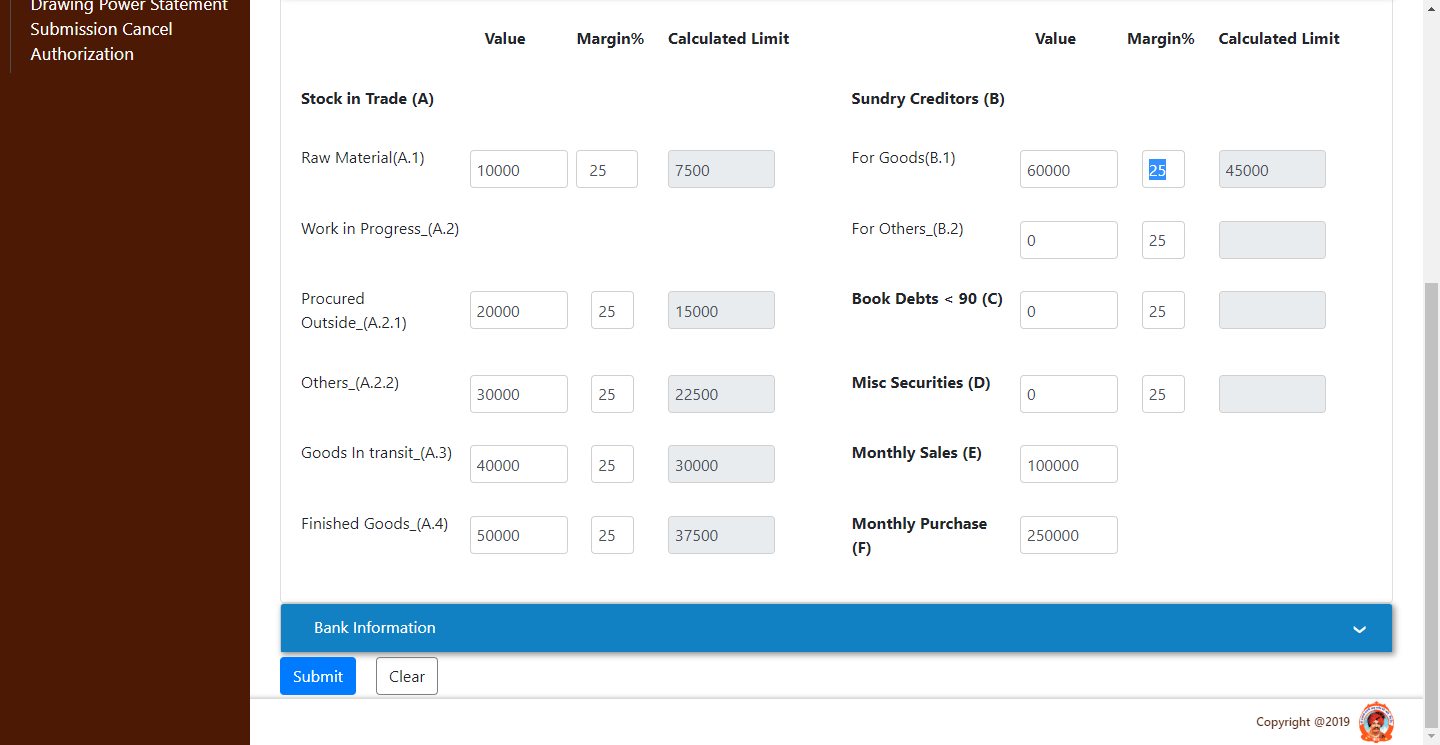 Drawing Power Statement
Submission Cancel
Authorization
Value Margin% Calculated Limit Value Margin% Calculated Limit
Stock in Trade (A) Sundry Creditors (B)
Raw Material(A.1) 10000 25 7500 For Goods(B.1) 60000 25 45000
Work in Progress_(A.2) For Others_(B.2) 0 25
Procured
Outside_(A.2.1) 20000 25 15000 Book Debts < 90 (C) 0 25
Others_(A.2.2) 30000 25 22500 Misc Securities (D) 0 25
Goods In transit_(A.3) 40000 25 30000 Monthly Sales (E) 100000
Finished Goods_(A.4) 50000 25 37500 Monthly Purchase
(F) 250000
Bank Information
Submit Clear
Copyright @2019